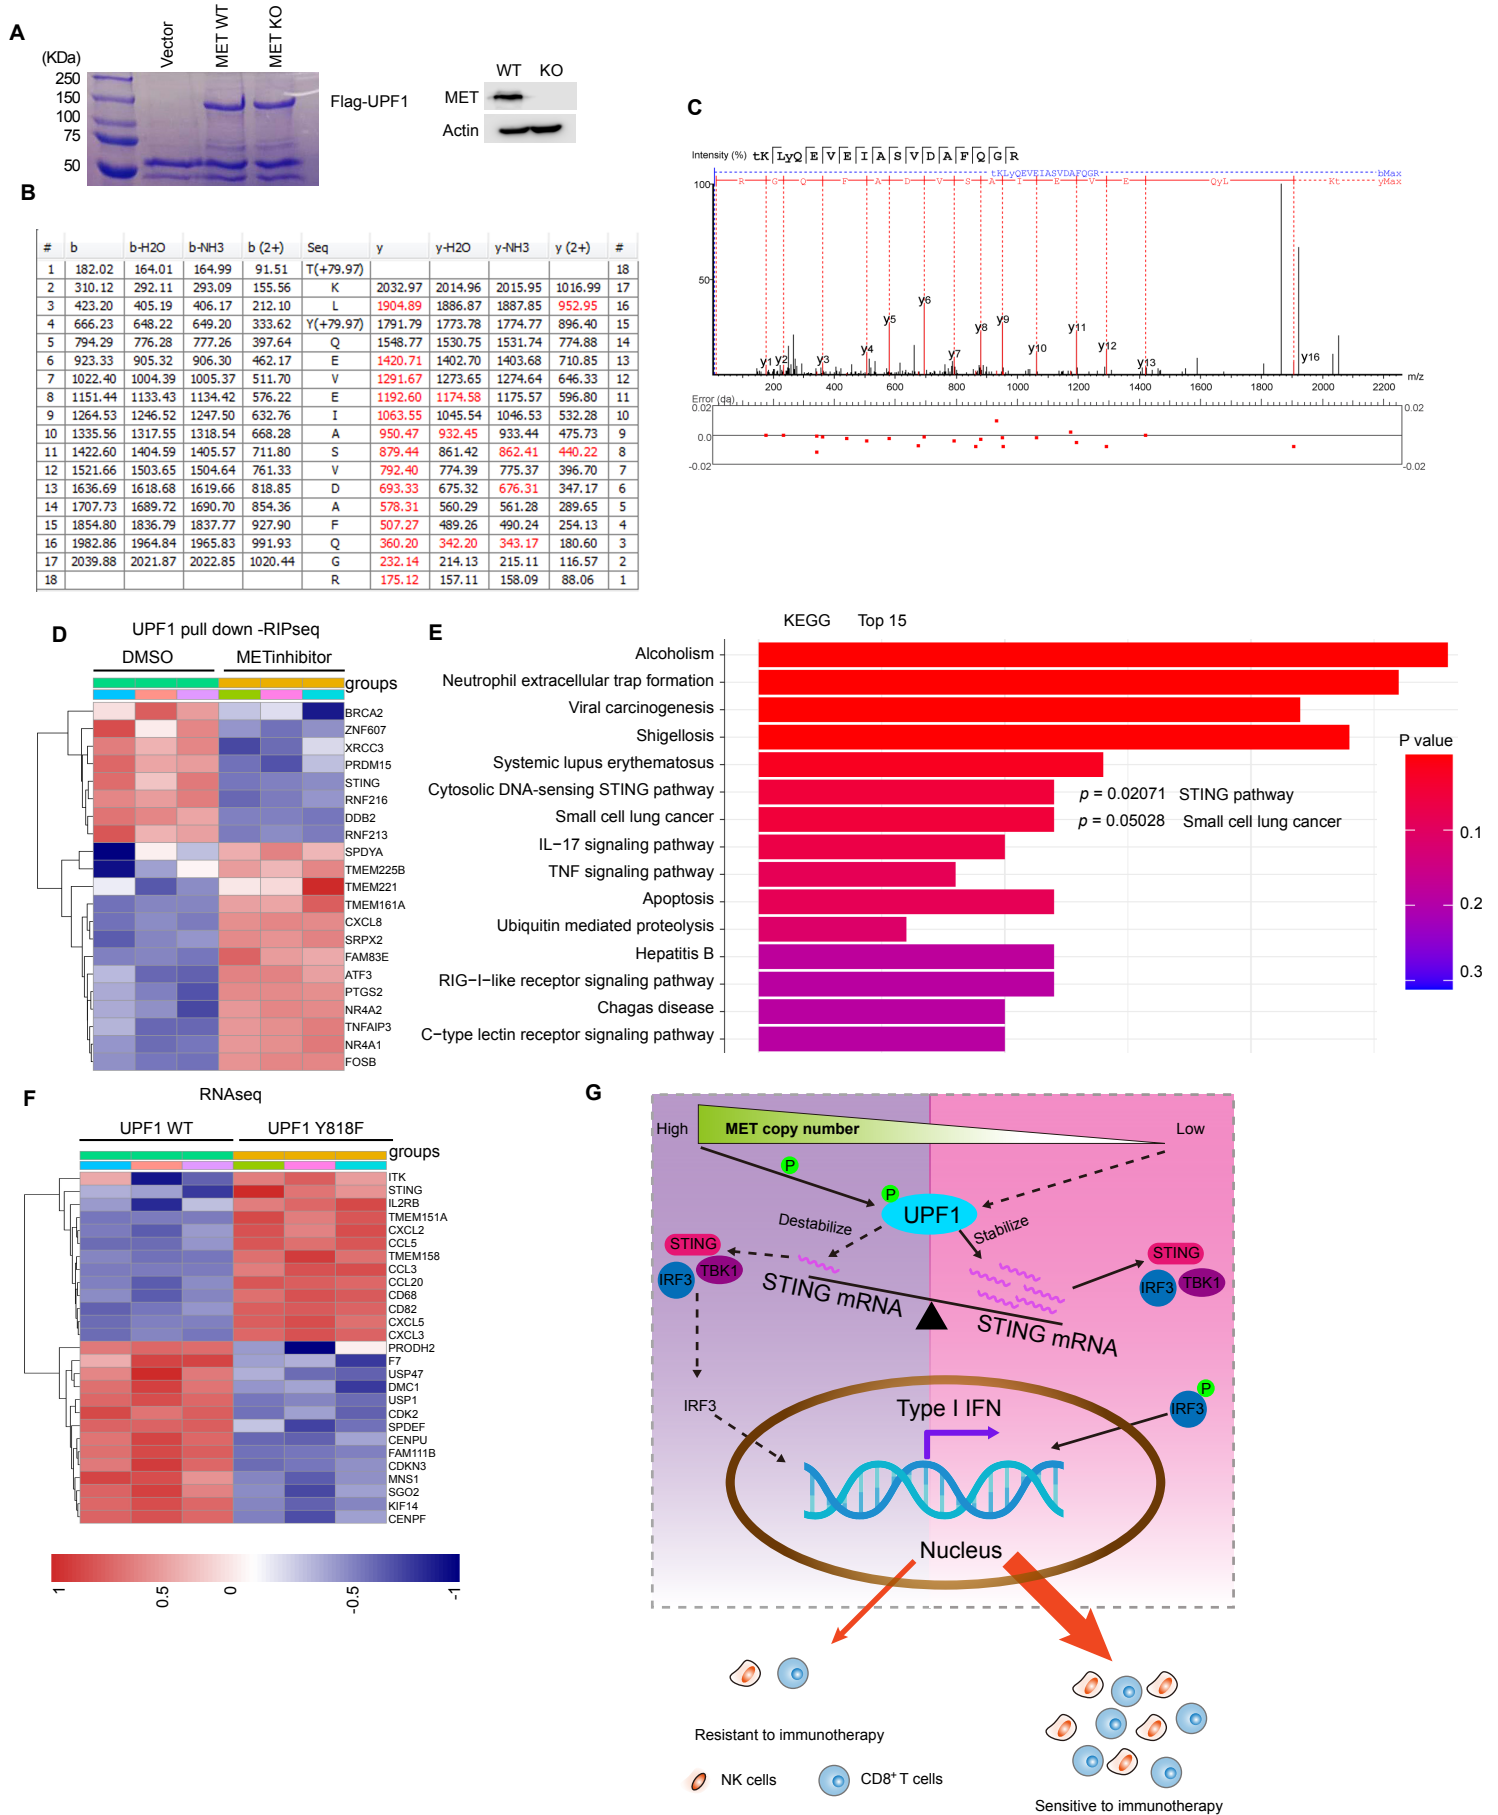 A
(KDa)
250
150
100
75
50
Vector
MET WT
MET KO
Flag-UPF1
WT KO
MET
Actin
B
# b b-H2O b-NH3 b (2+) Seq y y-H2O y-NH3 y (2+) #
1 182.02 164.01 164.99 91.51 T(+79.97) 18
2 310.12 292.11 293.09 155.56 K 2032.97 2014.96 2015.95 1016.99 17
3 423.20 405.19 406.17 212.10 L 1904.89 1886.87 1887.85 952.95 16
4 666.23 648.22 649.20 333.62 Y(+79.97) 1791.79 1773.78 1774.77 896.40 15
5 794.29 776.28 777.26 397.64 Q 1548.77 1530.75 1531.74 774.88 14
6 923.33 905.32 906.30 462.17 E 1420.71 1402.70 1403.68 710.85 13
7 1022.40 1004.39 1005.37 511.70 V 1291.67 1273.65 1274.64 646.33 12
8 1151.44 1133.43 1134.42 576.22 E 1192.60 1174.58 1175.57 596.80 11
9 1264.53 1246.52 1247.50 632.76 I 1063.55 1045.54 1046.53 532.28 10
10 1335.56 1317.55 1318.54 668.28 A 950.47 932.45 933.44 475.73 9
11 1422.60 1404.59 1405.57 711.80 S 879.44 861.42 862.41 440.22 8
12 1521.66 1503.65 1504.64 761.33 V 792.40 774.39 775.37 396.70 7
13 1636.69 1618.68 1619.66 818.85 D 693.33 675.32 676.31 347.17 6
14 1707.73 1689.72 1690.70 854.36 A 578.31 560.29 561.28 289.65 5
15 1854.80 1836.79 1837.77 927.90 F 507.27 489.26 490.24 254.13 4
16 1982.86 1964.84 1965.83 991.93 Q 360.20 342.20 343.17 180.60 3
17 2039.88 2021.87 2022.85 1020.44 G 232.14 214.13 215.11 116.57 2
18 R 175.12 157.11 158.09 88.06 1
C
Intensity (%) tK LyQ E V E I A S V D A F Q G R
tKLyQEVEIASVDAFQGR bMax
R G Q F A D V S A I E V E QyL Kt yMax
100
50
y1 y2 y3 y4 y5 y6 y7 y8 y9 y10 y11 y12 y13 y16
200 400 600 800 1000 1200 1400 1600 1800 2000 2200 m/z
Error (da)
0.02 0.02
0.0
-0.02 -0.02
D
UPF1 pull down -RIPseq
DMSO METinhibitor
groups
BRCA2
ZNF607
XRCC3
PRDM15
STING
RNF216
DDB2
RNF213
SPDYA
TMEM225B
TMEM221
TMEM161A
CXCL8
SRPX2
FAM83E
ATF3
PTGS2
NR4A2
TNFAIP3
NR4A1
FOSB
E
KEGG Top 15
Alcoholism
Neutrophil extracellular trap formation
Viral carcinogenesis
Shigellosis
Systemic lupus erythematosus
Cytosolic DNA-sensing STING pathway
Small cell lung cancer
IL−17 signaling pathway
TNF signaling pathway
Apoptosis
Ubiquitin mediated proteolysis
Hepatitis B
RIG−I−like receptor signaling pathway
Chagas disease
C−type lectin receptor signaling pathway
p = 0.02071 STING pathway
p = 0.05028 Small cell lung cancer
P value
0.1
0.2
0.3
F
RNAseq
UPF1 WT UPF1 Y818F
groups
ITK
STING
IL2RB
TMEM151A
CXCL2
CCL5
TMEM158
CCL3
CCL20
CD68
CD82
CXCL5
CXCL3
PRODH2
F7
USP47
DMC1
USP1
CDK2
SPDEF
CENPU
FAM111B
CDKN3
MNS1
SGO2
KIF14
CENPF
1 0.5 0 -0.5 -1
G
High MET copy number Low
P
P
UPF1
Destabilize
Stabilize
STING
IRF3 TBK1
STING mRNA
STING mRNA
STING
IRF3 TBK1
IRF3
P
IRF3
Type I IFN
Nucleus
Resistant to immunotherapy
NK cells
CD8+ T cells
Sensitive to immunotherapy